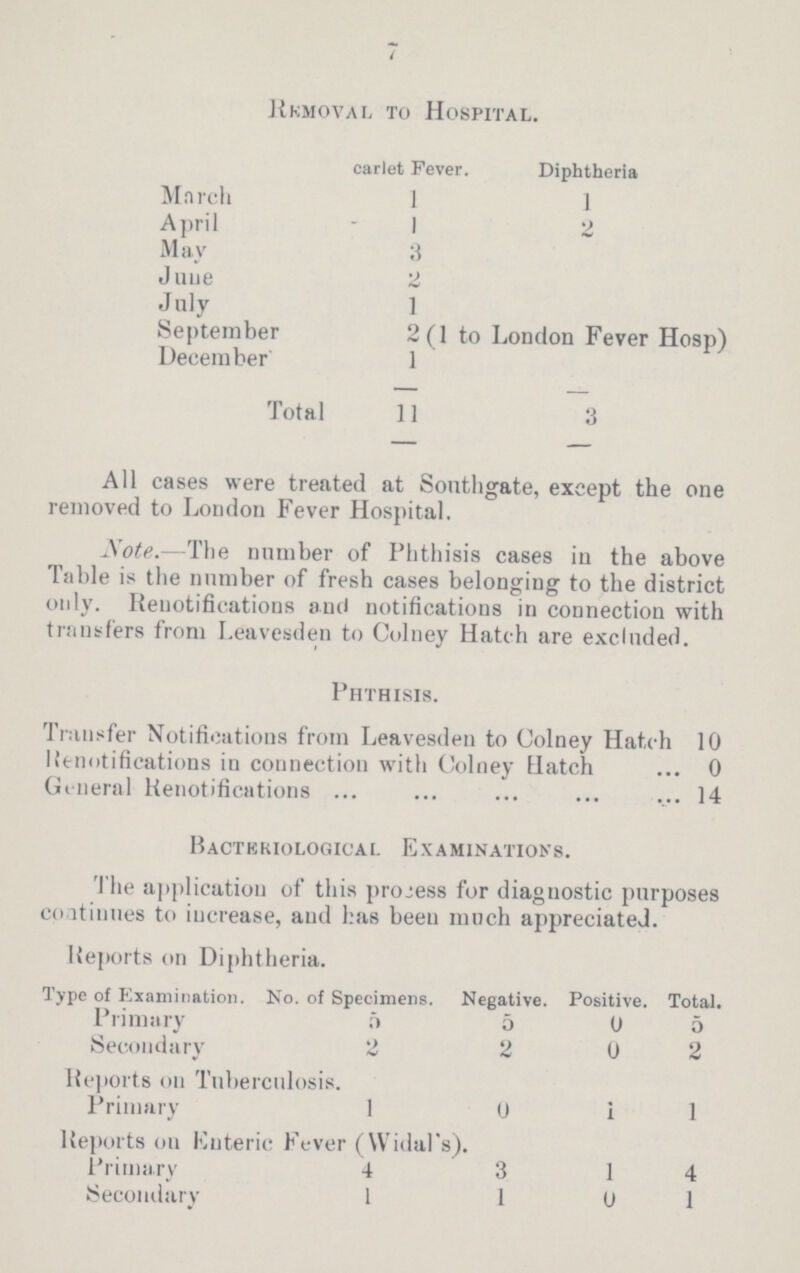 7
REMOVAL TO HOSPITAL.
carlet Fever. Diphtheria
March 1 1
April 1 2
May 3
June 2
July 1
September 2 (1 to London Fever Hosp)
December 1
Total 11 3
All cases were treated at Southgate, except the one
removed to London Fever Hospital.
Note.—The number of Phthisis cases in the above
Table is the number of fresh cases belonging to the district
only. Renotifications and notifications in connection with
transfers from Leavesden to Colney Hatch are excluded.
PHTHISIS.
Transfer Notifications from Leavesden to Colney Hatch 10
Renotifications in connection with Colney Hatch ... 0
General Renotifications ... ... ... ... ... 14
BACTERIOLOGICAL EXAMINATIONS.
The application of this process for diagnostic purposes
continues to increase, and has been much appreciated.
Reports on Diphtheria.
Type of Examination. No. of Specimens. Negative. Positive. Total.
Primary 5 5 0 5
Secondary 2 2 0 2
Reports on Tuberculosis.
Primary 1 0 1 1
Reports on Enteric Fever (Widal's).
Primary 4 3 1 4
Secondary 1 1 0 1